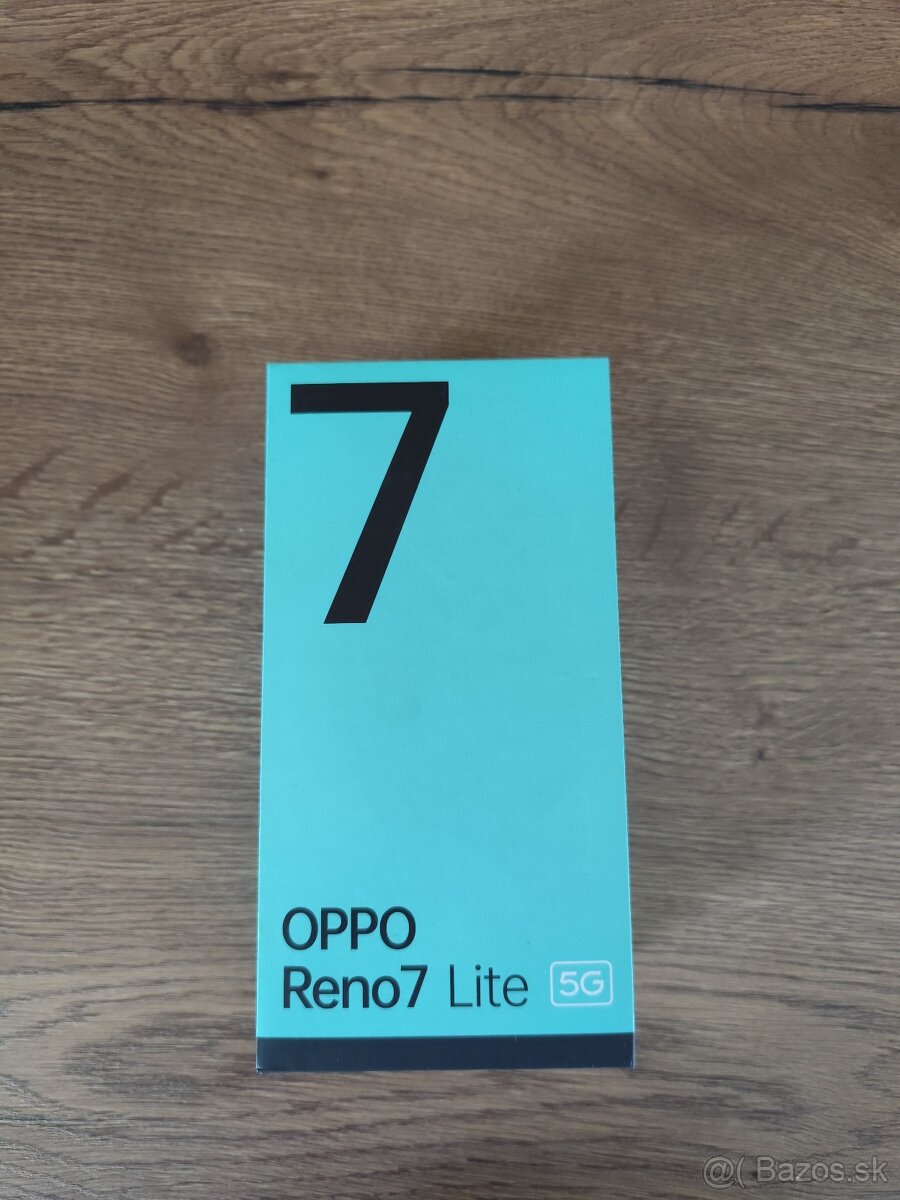 7
OPPO
Reno7 Lite 5G
@( Bazos.sk